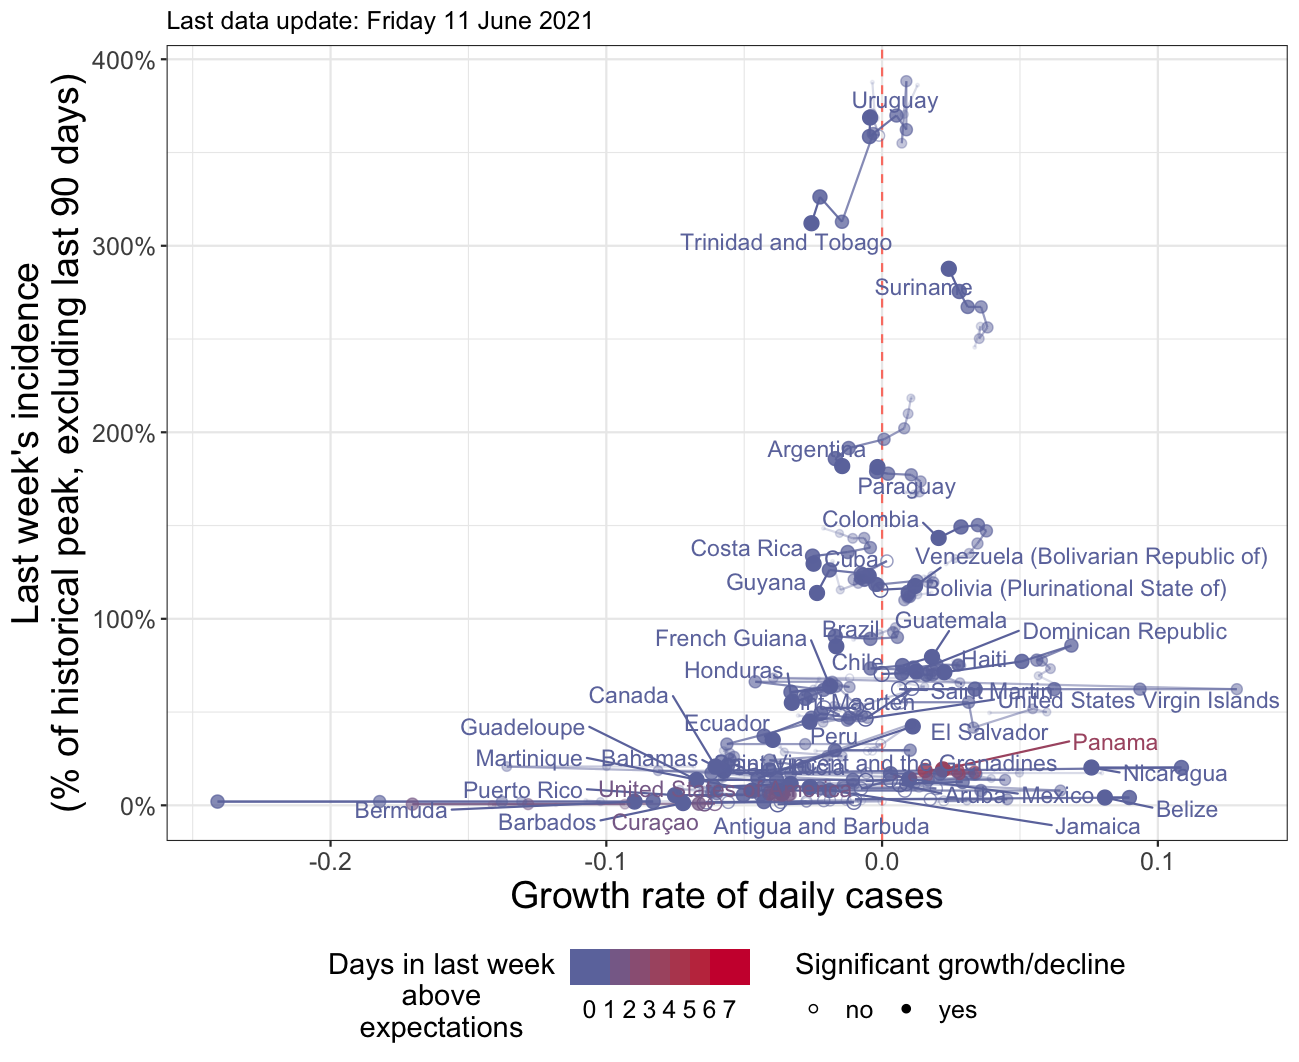 Last data update: Friday 11 June 2021
Last week's incidence
(% of historical peak, excluding last 90 days)
400%
300%
200%
100%
0%
Uruguay
Trinidad and Tobago
Suriname
Argentina
Paraguay
Colombia
Costa Rica
Cuba
Venezuela (Bolivarian Republic of)
Guyana
Bolivia (Plurinational State of)
Guatemala
Brazil
Dominican Republic
French Guiana
Chile
Haiti
Honduras
Canada
Saint Martin
Maarten
United States Virgin Islands
Ecuador
Guadeloupe
Peru
El Salvador
Panama
Martinique
Bahamas
Saint Vincent and the Grenadines
Nicaragua
Puerto Rico
United States
Aruba
Mexico
Bermuda
Belize
Barbados
Curaçao
Antigua and Barbuda
Jamaica
-0.2
-0.1
0.0
0.1
Growth rate of daily cases
Days in last week
above
expectations
0 1 2 3 4 5 6 7
Significant growth/decline
no
yes